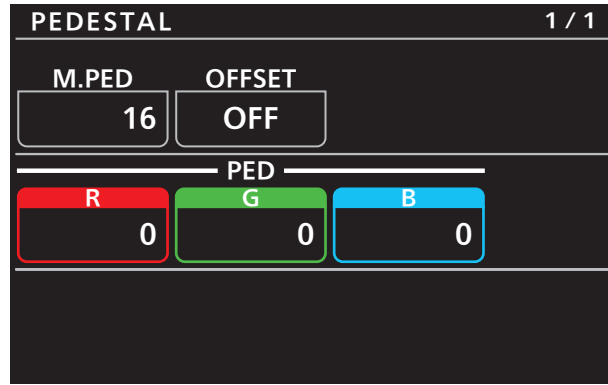 PEDESTAL 1 / 1
M.PED OFFSET
16 OFF
PED
R G B
0 0 0